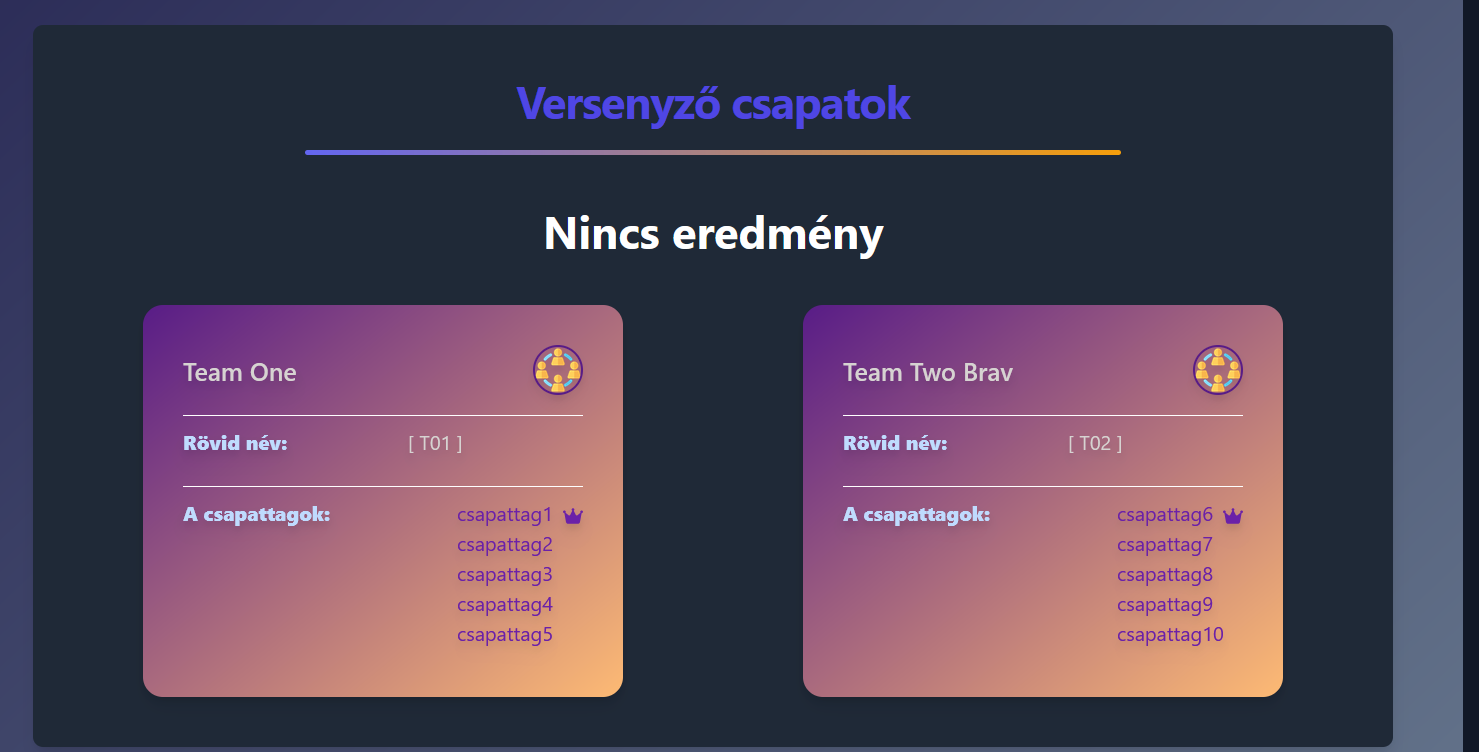 Versenyző csapatok
Nincs eredmény
Team One
Rövid név: [ T01 ]
A csapattagok: csapattag1
csapattag2
csapattag3
csapattag4
csapattag5
Team Two Brav
Rövid név: [ T02 ]
A csapattagok: csapattag6
csapattag7
csapattag8
csapattag9
csapattag10